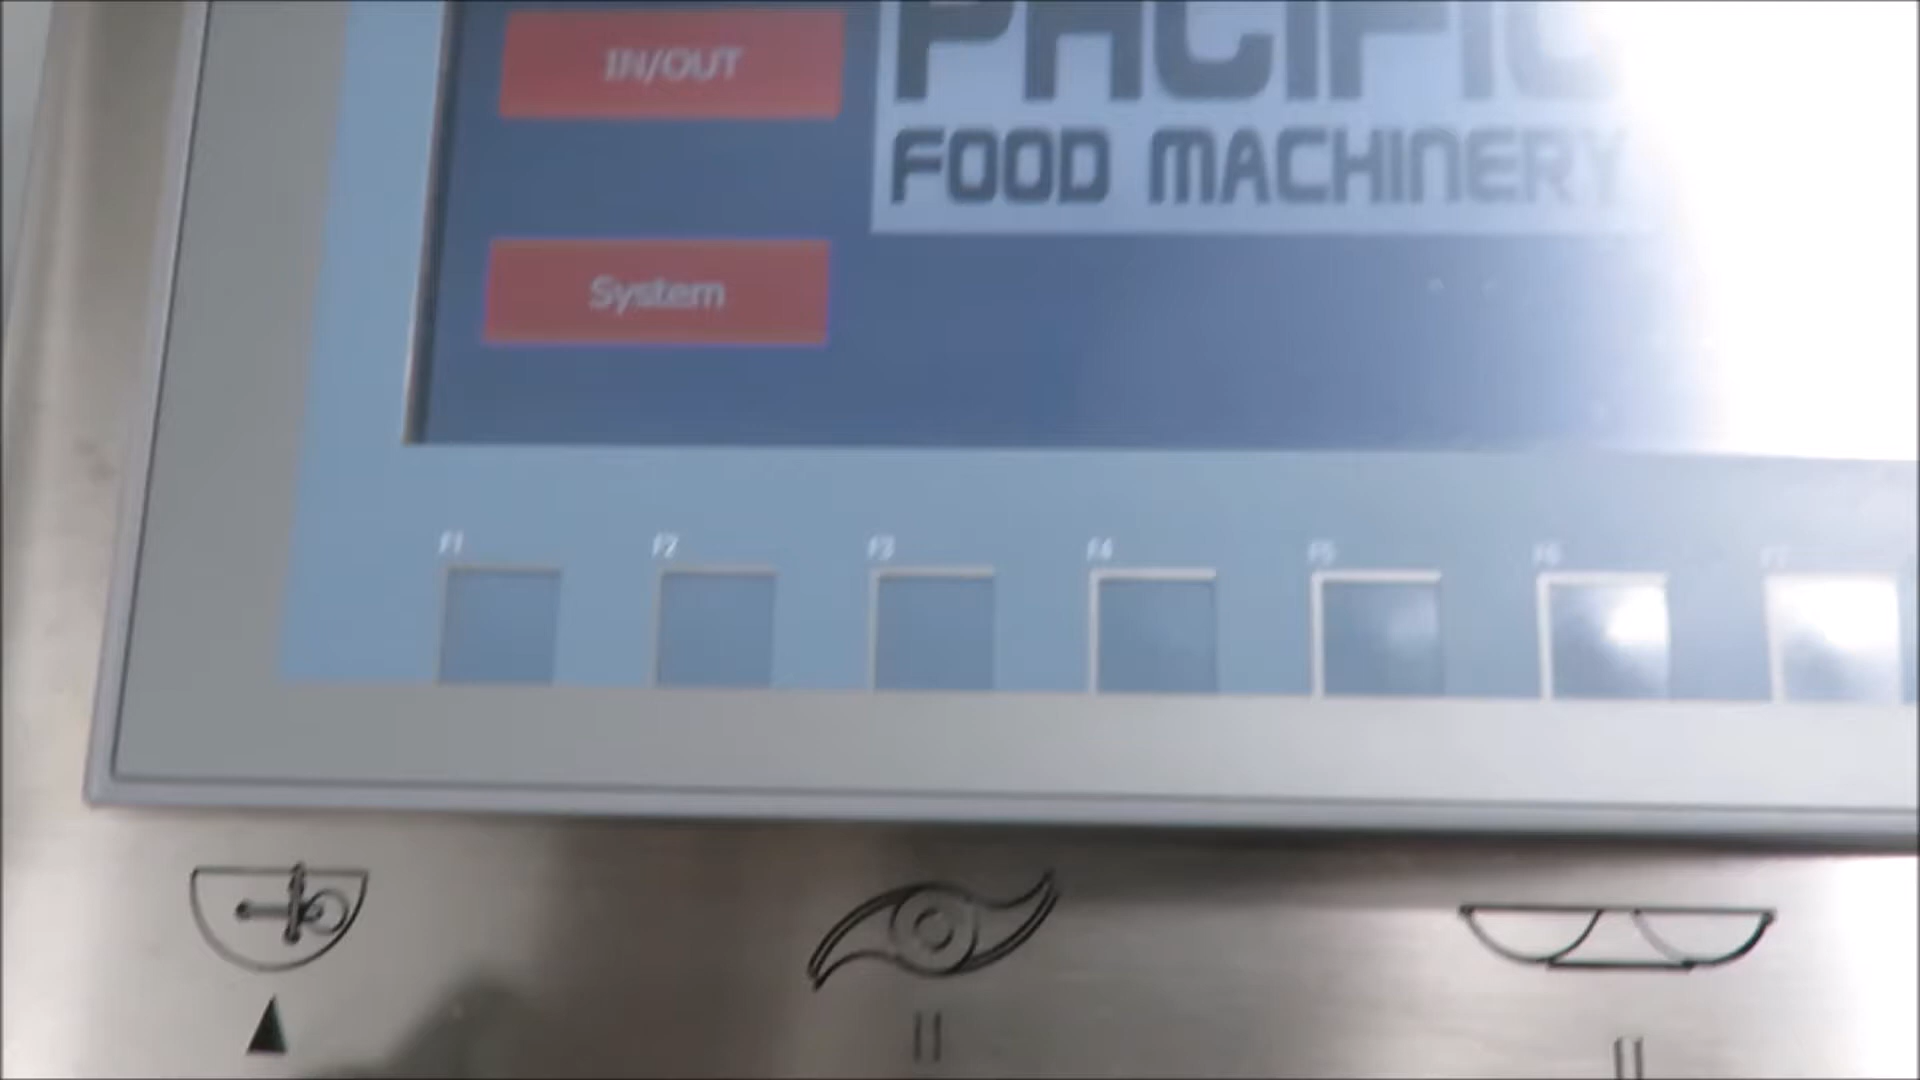 IN/OUT
PACIFIC
FOOD MACHINERY
System
F1 F2 F3 F4 F5 F6 F7